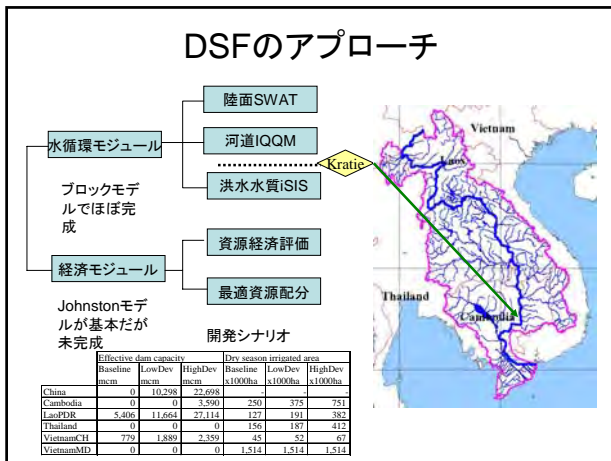 DSFのアプローチ
陸面SWAT
水循環モジュール
河道IQQM
Kratie
洪水水質iSIS
ブロックモデ
ルでほぼ完
成
資源経済評価
経済モジュール
最適資源配分
Johnstonモデ
ルが基本だが
未完成
開発シナリオ
Effective dam capacity Dry season irrigated area
Baseline LowDev HighDev Baseline LowDev HighDev
mcm mcm mcm x1000ha x1000ha x1000ha
China 0 10,298 22,698 - - -
Cambodia 0 0 3,590 250 375 751
LaoPDR 5,406 11,664 27,114 127 191 382
Thailand 0 0 0 156 187 412
VietnamCH 779 1,889 2,359 45 52 67
VietnamMD 0 0 0 1,514 1,514 1,514
Vietnam
Laos
Thailand
Cambodia